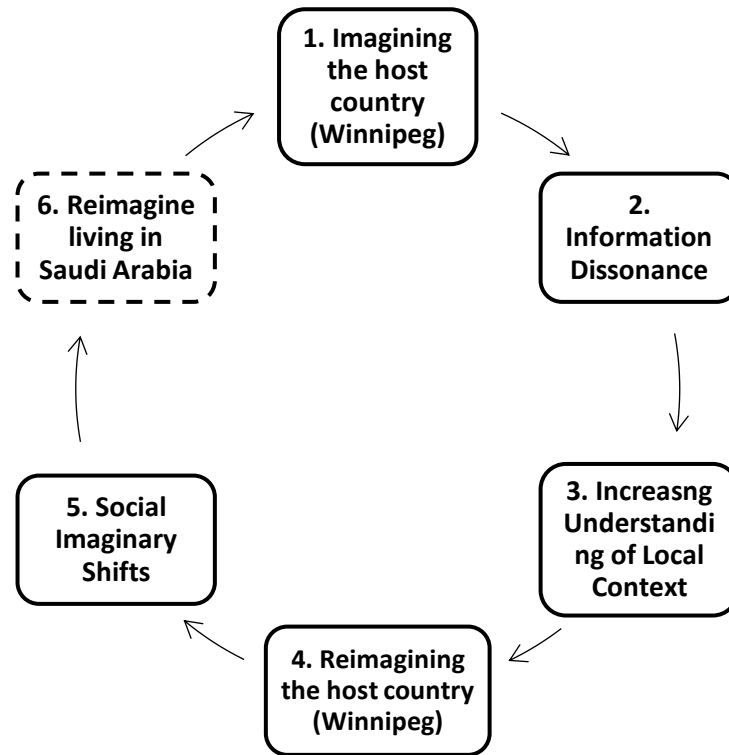 1. Imagining
the host
country
(Winnipeg)
2.
Information
Dissonance
3. Increasng
Understandi
ng of Local
Context
4. Reimagining
the host country
(Winnipeg)
5. Social
Imaginary
Shifts
6. Reimagine
living in
Saudi Arabia